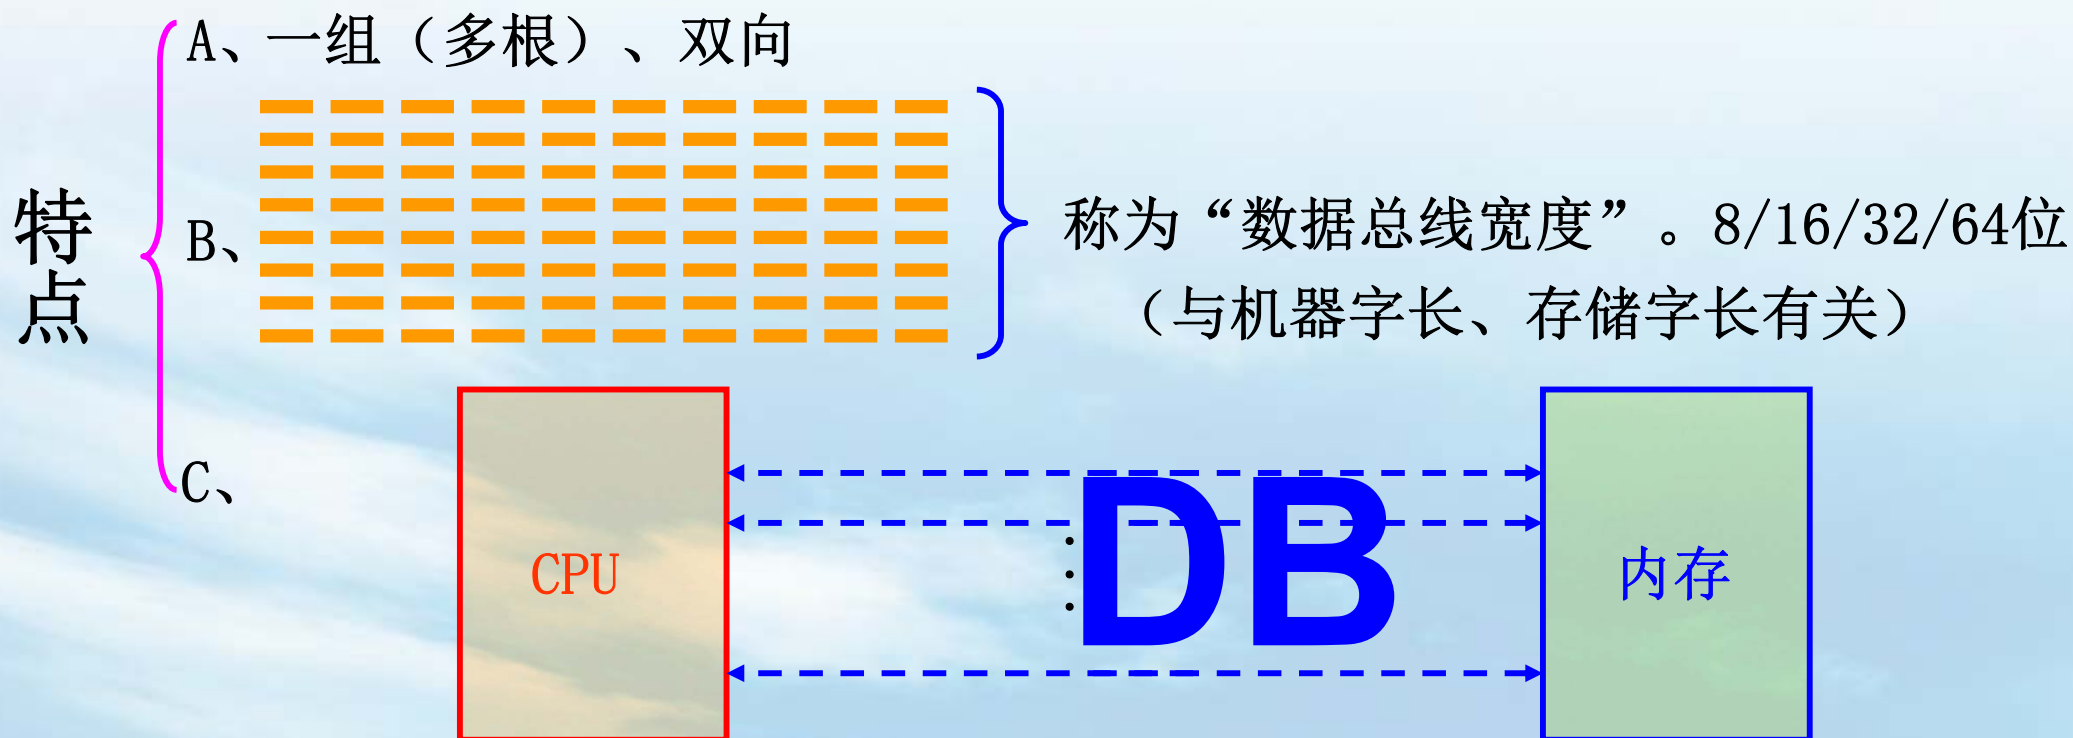 A、一组（多根）、双向
特点
B、
称为“数据总线宽度”。8/16/32/64位
（与机器字长、存储字长有关）
C、
CPU
DB
内存